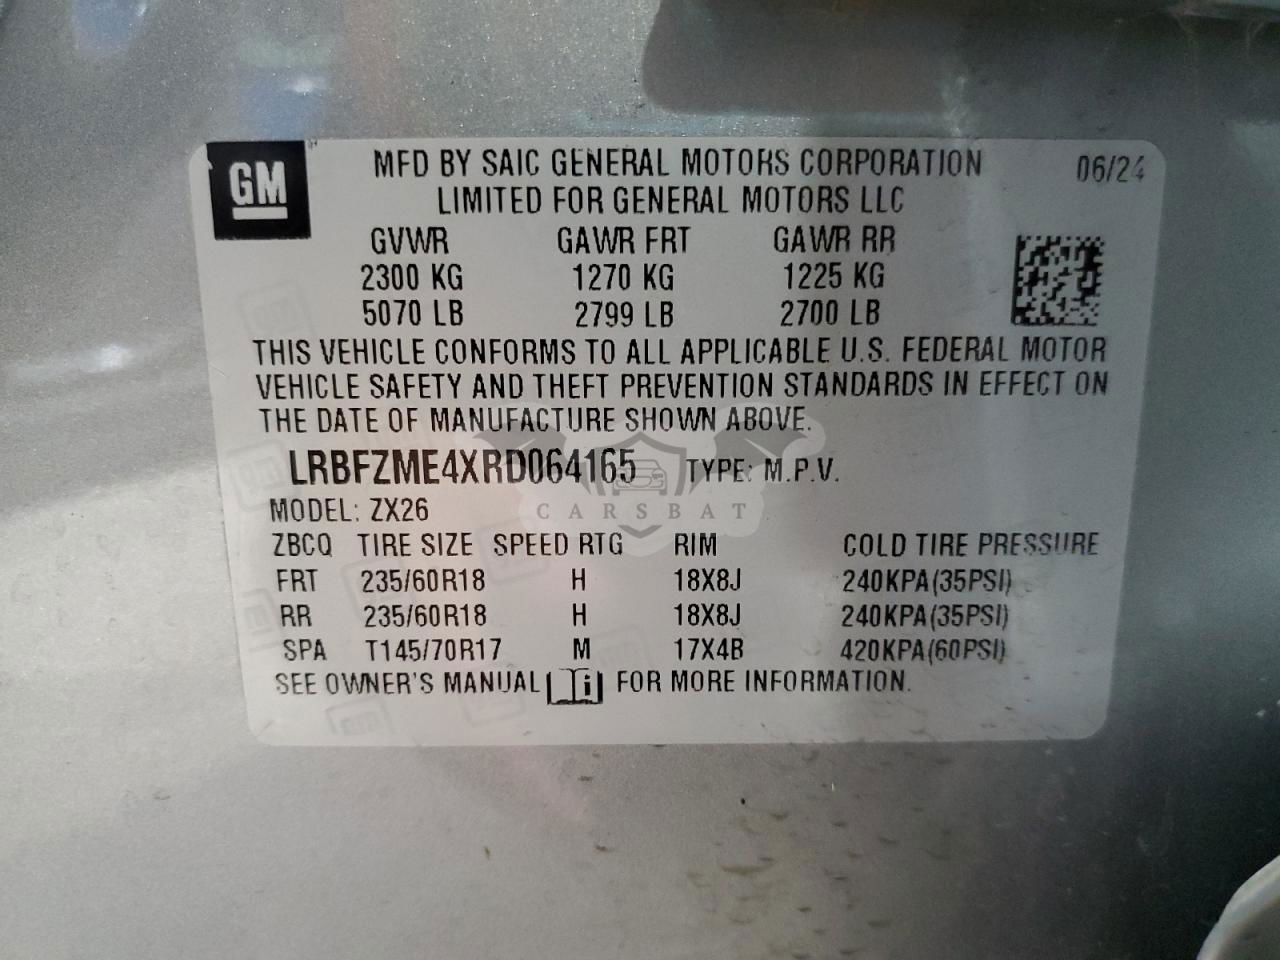 GM
MFD BY SAIC GENERAL MOTORS CORPORATION 06/24
LIMITED FOR GENERAL MOTORS LLC
GVWR GAWR FRT GAWR RR
2300 KG 1270 KG 1225 KG
5070 LB 2799 LB 2700 LB
THIS VEHICLE CONFORMS TO ALL APPLICABLE U.S. FEDERAL MOTOR
VEHICLE SAFETY AND THEFT PREVENTION STANDARDS IN EFFECT ON
THE DATE OF MANUFACTURE SHOWN ABOVE.
LRBFZME4XRD064165 TYPE: M.P.V.
MODEL: ZX26
CARSBAT
ZBCQ TIRE SIZE SPEED RTG RIM COLD TIRE PRESSURE
FRT 235/60R18 H 18X8J 240KPA(35PSI)
RR 235/60R18 H 18X8J 240KPA(35PSI)
SPA T145/70R17 M 17X4B 420KPA(60PSI)
SEE OWNER'S MANUAL i FOR MORE INFORMATION.